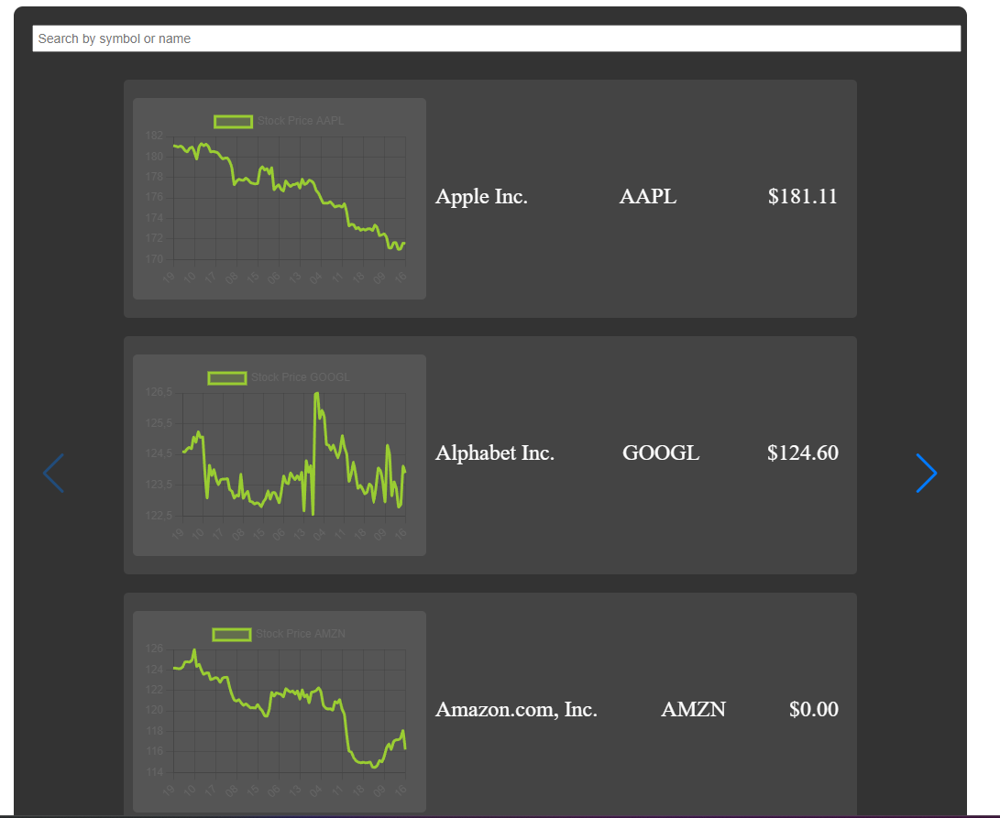 Search by symbol or name
Stock Price AAPL
182
180
178
176
174
172
170
19 10 17 08 15 06 13 04 11 18 09 16
Apple Inc. AAPL $181.11
Stock Price GOOGL
126.5
125.5
124.5
123.5
122.5
19 10 17 08 15 06 13 04 11 18 09 16
Alphabet Inc. GOOGL $124.60
Stock Price AMZN
126
124
122
120
118
116
114
19 10 17 08 15 06 13 04 11 18 09 16
Amazon.com, Inc. AMZN $0.00